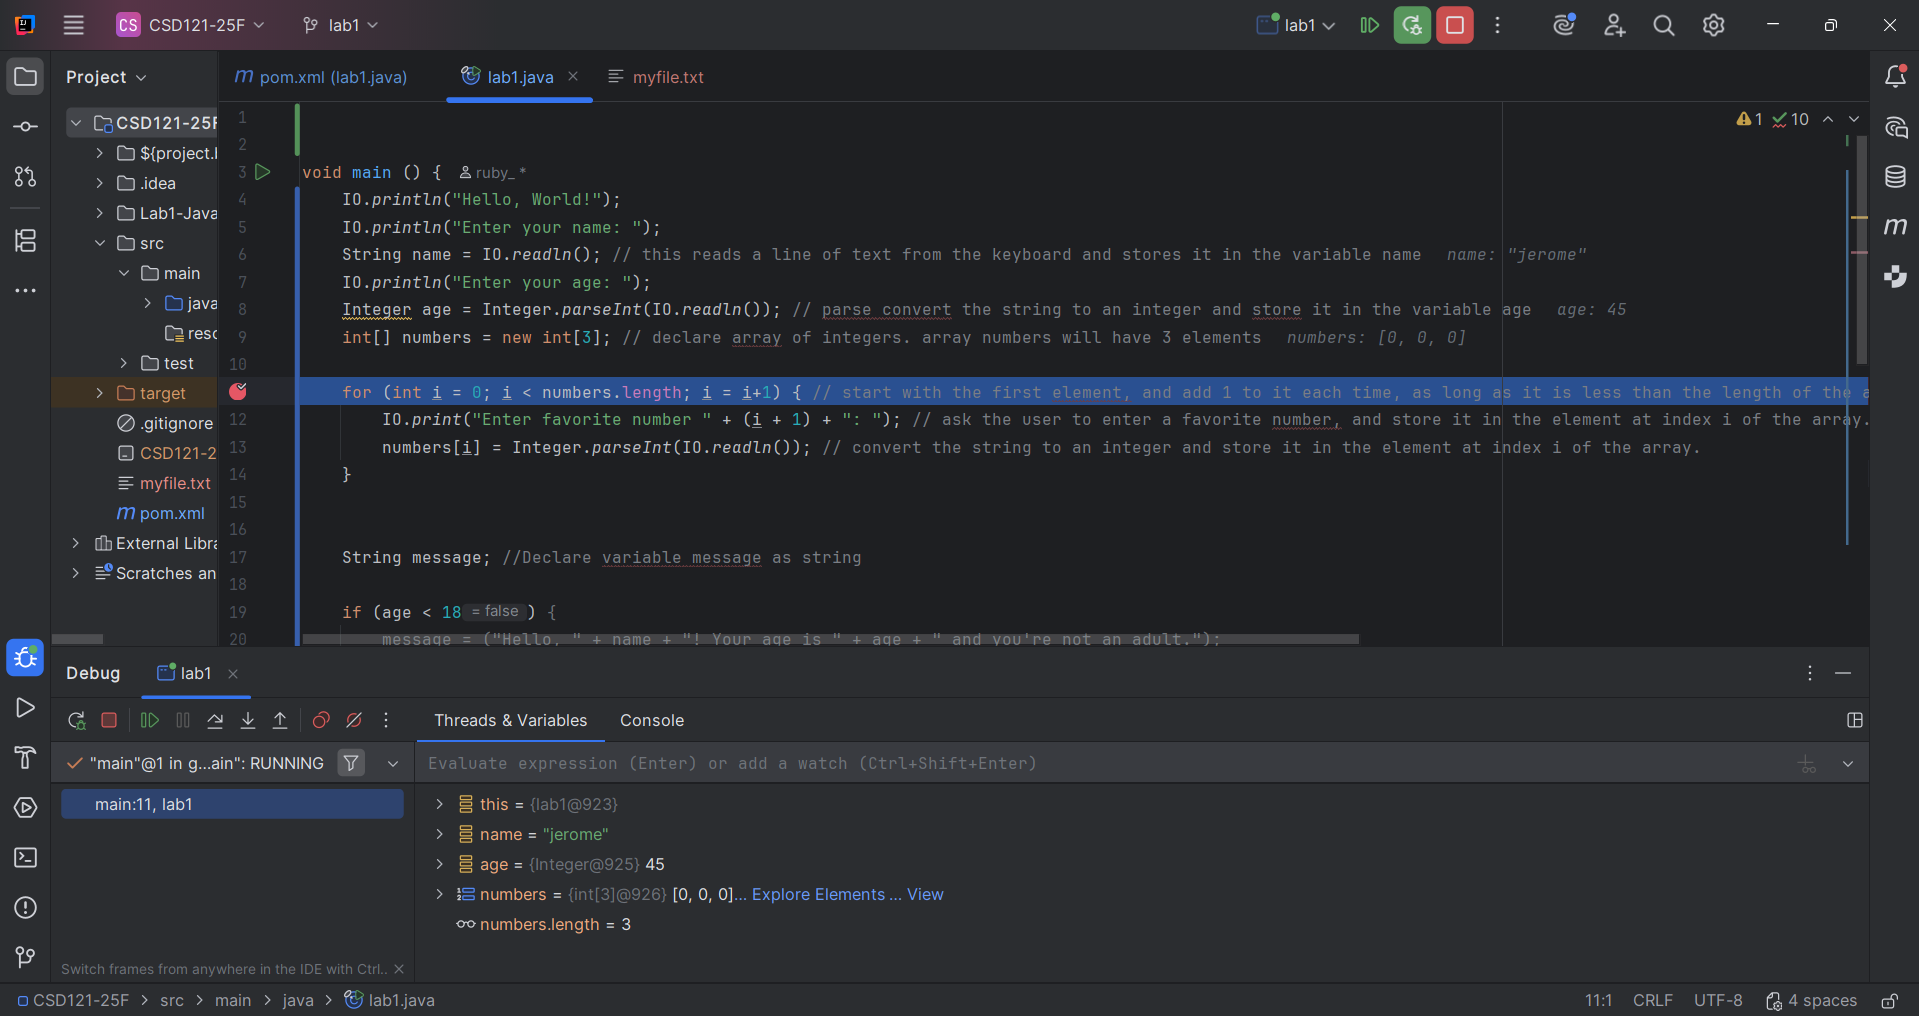 CS CSD121-25F lab1 lab1
Project
pom.xml (lab1.java) lab1.java myfile.txt
CSD121-25F
${project.b
.idea
Lab1-Java
src
main
java
reso
test
target
.gitignore
CSD121-2
myfile.txt
pom.xml
External Libra
Scratches an
1 10
1
2
3 void main () { ruby_ *
4 IO.println("Hello, World!");
5 IO.println("Enter your name: ");
6 String name = IO.readln(); // this reads a line of text from the keyboard and stores it in the variable name name: "jerome"
7 IO.println("Enter your age: ");
8 Integer age = Integer.parseInt(IO.readln()); // parse convert the string to an integer and store it in the variable age age: 45
9 int[] numbers = new int[3]; // declare array of integers. array numbers will have 3 elements numbers: [0, 0, 0]
10
for (int i = 0; i < numbers.length; i = i+1) { // start with the first element, and add 1 to it each time, as long as it is less than the length of the a
12 IO.print("Enter favorite number " + (i + 1) + ": "); // ask the user to enter a favorite number, and store it in the element at index i of the array.
13 numbers[i] = Integer.parseInt(IO.readln()); // convert the string to an integer and store it in the element at index i of the array.
14 }
15
16
17 String message; //Declare variable message as string
18
19 if (age < 18 = false ) {
20 message = ("Hello, " + name + "! Your age is " + age + " and you're not an adult.");
Debug lab1
Threads & Variables Console
"main"@1 in g...ain": RUNNING
Evaluate expression (Enter) or add a watch (Ctrl+Shift+Enter)
main:11, lab1
this = {lab1@923}
name = "jerome"
age = {Integer@925} 45
numbers = {int[3]@926} [0, 0, 0]... Explore Elements ... View
numbers.length = 3
Switch frames from anywhere in the IDE with Ctrl..
CSD121-25F > src > main > java > lab1.java
11:1 CRLF UTF-8 4 spaces